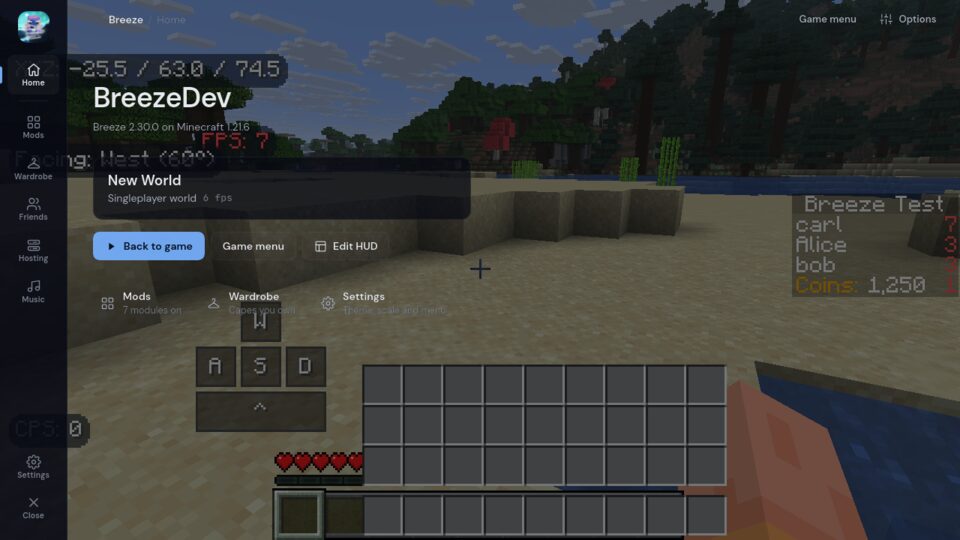 Breeze / Home
Game menu
Options
-25.5 / 63.0 / 74.5
Home
BreezeDev
Breeze 2.30.0 on Minecraft 1.21.6
Mods
FPS: 7
Facing: West (60°)
Wardrobe
New World
Singleplayer world 6 fps
Friends
Breeze Test
carl 7
Alice 3
bob
Coins: 1,250
Hosting
Back to game
Game menu
Edit HUD
Music
Mods
7 modules on
Wardrobe
Capes you own
Settings
Theme, scale and menu
W
A
S
D
^
CPS: 0
Settings
Close